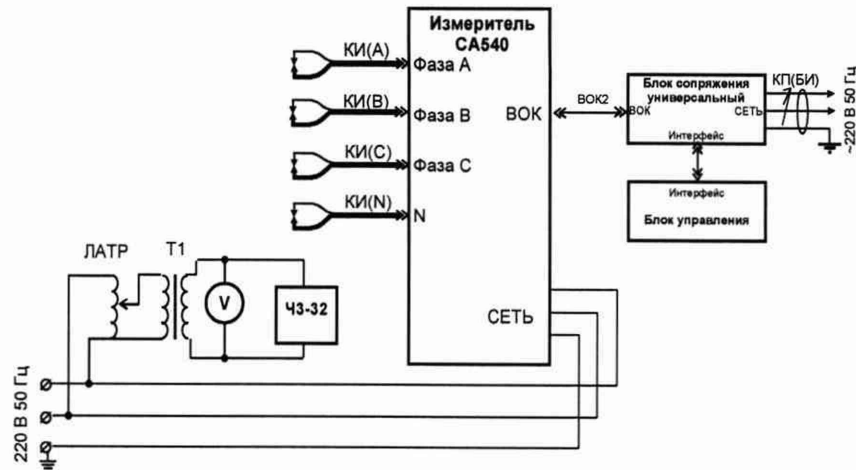 Измеритель
СА540
КИ(А)
Фаза А
КИ(В)
Фаза В
ВОК
КИ(С)
Фаза С
КИ(N)
N
СЕТЬ
ВОК2
Блок сопряжения
универсальный
ВОК
СЕТЬ
Интерфейс
КП(БИ)
~220 В 50 Гц
Интерфейс
Блок управления
ЛАТР
Т1
V
ЧЗ-32
220 В 50 Гц